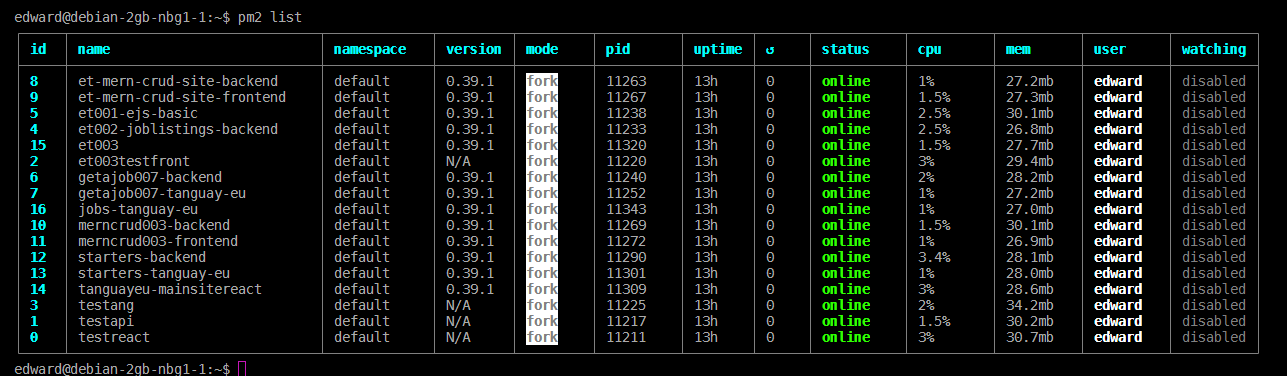 edward@debian-2gb-nbg1-1:~$ pm2 list
id name namespace version mode pid uptime ↺ status cpu mem user watching
8 et-mern-crud-site-backend default 0.39.1 fork 11263 13h 0 online 1% 27.2mb edward disabled
9 et-mern-crud-site-frontend default 0.39.1 fork 11267 13h 0 online 1.5% 27.3mb edward disabled
5 et001-ejs-basic default 0.39.1 fork 11238 13h 0 online 2.5% 30.1mb edward disabled
4 et002-joblistings-backend default 0.39.1 fork 11233 13h 0 online 2.5% 26.8mb edward disabled
15 et003 default 0.39.1 fork 11320 13h 0 online 1.5% 27.7mb edward disabled
2 et003testfront default N/A fork 11220 13h 0 online 3% 29.4mb edward disabled
6 getajob007-backend default 0.39.1 fork 11240 13h 0 online 2% 28.2mb edward disabled
7 getajob007-tanguay-eu default 0.39.1 fork 11252 13h 0 online 1% 27.2mb edward disabled
16 jobs-tanguay-eu default 0.39.1 fork 11343 13h 0 online 1% 27.0mb edward disabled
10 merncrud003-backend default 0.39.1 fork 11269 13h 0 online 1.5% 30.1mb edward disabled
11 merncrud003-frontend default 0.39.1 fork 11272 13h 0 online 1% 26.9mb edward disabled
12 starters-backend default 0.39.1 fork 11290 13h 0 online 3.4% 28.1mb edward disabled
13 starters-tanguay-eu default 0.39.1 fork 11301 13h 0 online 1% 28.0mb edward disabled
14 tanguayeu-mainsitereact default 0.39.1 fork 11309 13h 0 online 3% 28.6mb edward disabled
3 testang default N/A fork 11225 13h 0 online 2% 34.2mb edward disabled
1 testapi default N/A fork 11217 13h 0 online 1.5% 30.2mb edward disabled
0 testreact default N/A fork 11211 13h 0 online 3% 30.7mb edward disabled
edward@debian-2gb-nbg1-1:~$